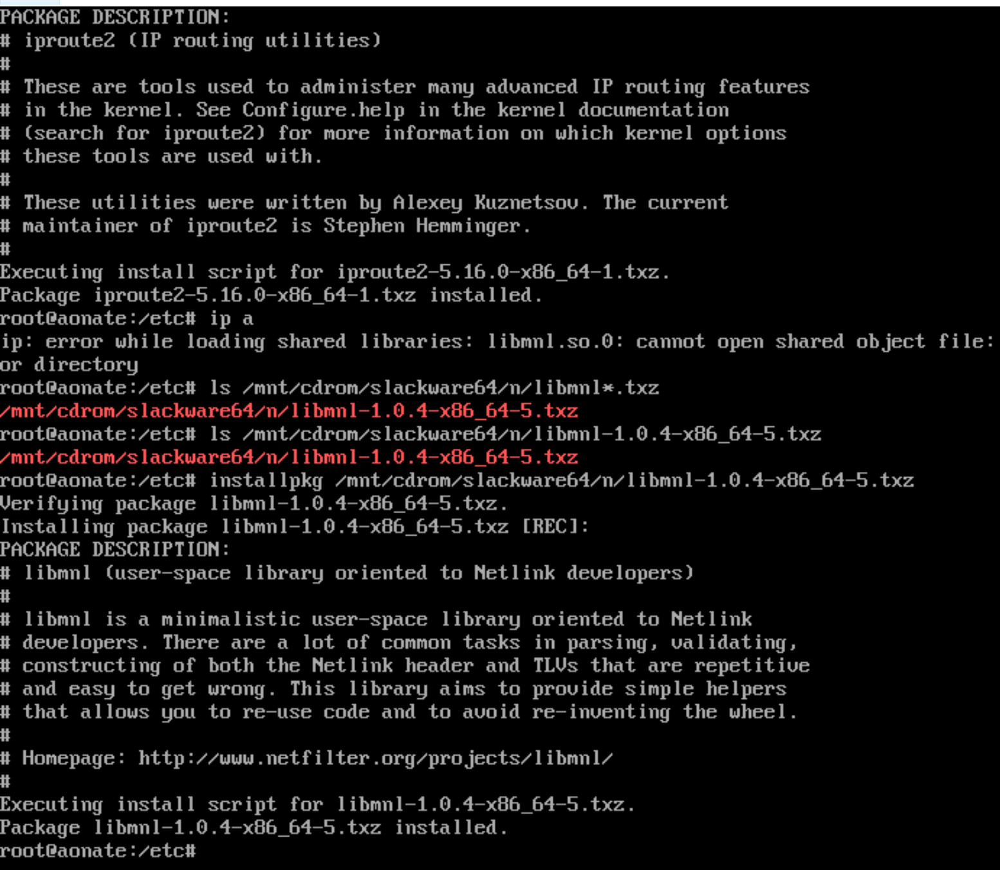 PACKAGE DESCRIPTION:
# iproute2 (IP routing utilities)
#
# These are tools used to administer many advanced IP routing features
# in the kernel. See Configure.help in the kernel documentation
# (search for iproute2) for more information on which kernel options
# these tools are used with.
#
# These utilities were written by Alexey Kuznetsov. The current
# maintainer of iproute2 is Stephen Hemminger.
#
Executing install script for iproute2-5.16.0-x86_64-1.txz.
Package iproute2-5.16.0-x86_64-1.txz installed.
root@aonate:/etc# ip a
ip: error while loading shared libraries: libmnl.so.0: cannot open shared object file:
or directory
root@aonate:/etc# ls /mnt/cdrom/slackware64/n/libmnl*.txz
/mnt/cdrom/slackware64/n/libmnl-1.0.4-x86_64-5.txz
root@aonate:/etc# ls /mnt/cdrom/slackware64/n/libmnl-1.0.4-x86_64-5.txz
/mnt/cdrom/slackware64/n/libmnl-1.0.4-x86_64-5.txz
root@aonate:/etc# installpkg /mnt/cdrom/slackware64/n/libmnl-1.0.4-x86_64-5.txz
Verifying package libmnl-1.0.4-x86_64-5.txz.
Installing package libmnl-1.0.4-x86_64-5.txz [REC]:
PACKAGE DESCRIPTION:
# libmnl (user-space library oriented to Netlink developers)
#
# libmnl is a minimalistic user-space library oriented to Netlink
# developers. There are a lot of common tasks in parsing, validating,
# constructing of both the Netlink header and TLVs that are repetitive
# and easy to get wrong. This library aims to provide simple helpers
# that allows you to re-use code and to avoid re-inventing the wheel.
#
# Homepage: http://www.netfilter.org/projects/libmnl/
#
Executing install script for libmnl-1.0.4-x86_64-5.txz.
Package libmnl-1.0.4-x86_64-5.txz installed.
root@aonate:/etc#